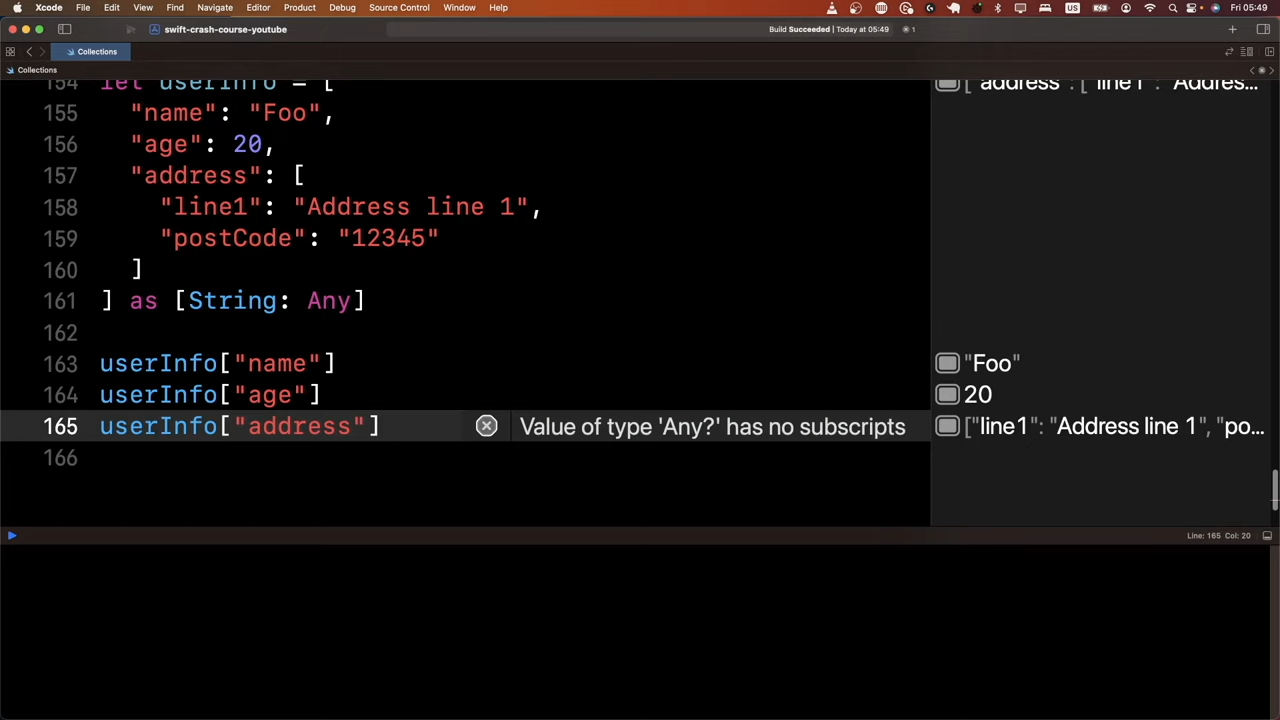 Xcode File Edit View Find Navigate Editor Product Debug Source Control Window Help Fri 05:49
swift-crash-course-youtube Build Succeeded | Today at 05:49 1
Collections
Collections
154 let userInfo = [ ["address":["line1":"Addres...
155 "name": "Foo",
156 "age": 20,
157 "address": [
158 "line1": "Address line 1",
159 "postCode": "12345"
160 ]
161 ] as [String: Any]
162
163 userInfo["name"] "Foo"
164 userInfo["age"] 20
165 userInfo["address"] Value of type 'Any?' has no subscripts ["line1": "Address line 1", "po...
166
Line: 165 Col: 20